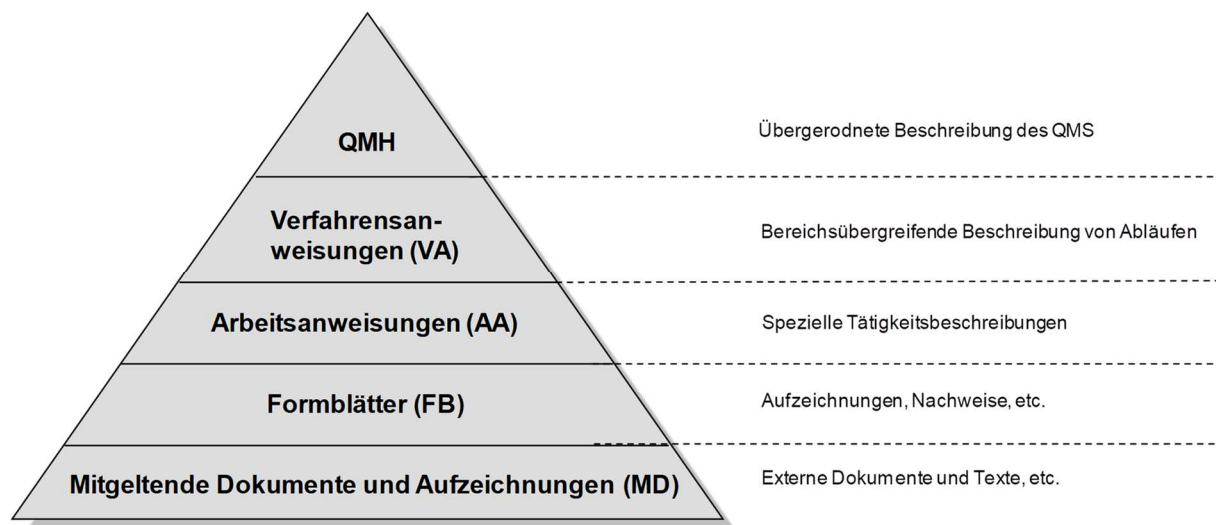 QMH
Übergerodnete Beschreibung des QMS
Verfahrensan-
weisungen (VA)
Bereichsübergreifende Beschreibung von Abläufen
Arbeitsanweisungen (AA)
Spezielle Tätigkeitsbeschreibungen
Formblätter (FB)
Aufzeichnungen, Nachweise, etc.
Mitgeltende Dokumente und Aufzeichnungen (MD)
Externe Dokumente und Texte, etc.